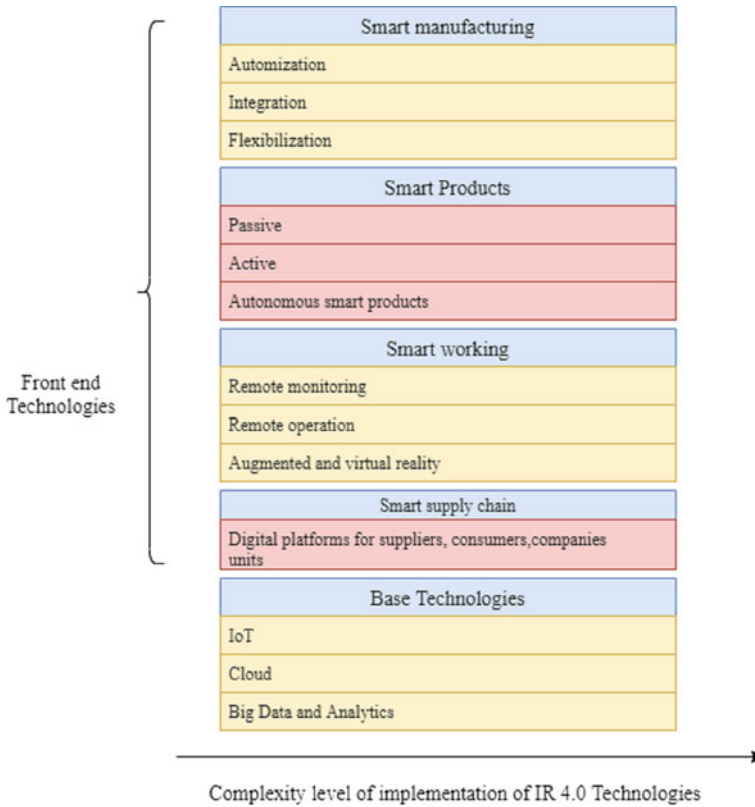 Smart manufacturing
Automization
Integration
Flexibilization
Smart Products
Passive
Active
Autonomous smart products
Smart working
Remote monitoring
Remote operation
Augmented and virtual reality
Front end
Technologies
Smart supply chain
Digital platforms for suppliers, consumers,companies
units
Base Technologies
IoT
Cloud
Big Data and Analytics
Complexity level of implementation of IR 4.0 Technologies